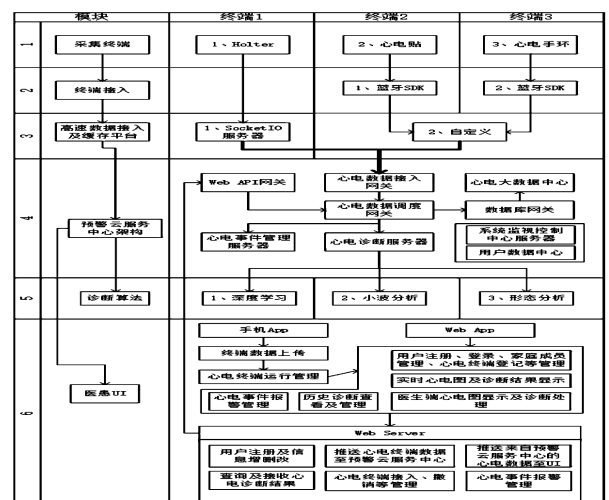 模块
终端1
终端2
终端3
1
采集终端
1、Holter
2、心电贴
3、心电手环
2
终端接入
1、蓝牙SDK
2、蓝牙SDK
3
高速数据接入
及缓存平台
1、SocketIO
服务器
2、自定义
4
预警云服务
中心架构
Web API网关
心电数据接入
网关
心电大数据中心
心电数据调度
网关
数据库网关
心电事件管理
服务器
心电诊断服务器
系统监视控制
中心服务器
用户数据中心
5
诊断算法
1、深度学习
2、小波分析
3、形态分析
6
医患UI
手机App
Web App
终端数据上传
心电终端运行管理
用户注册、登录、家庭成员
管理、心电终端登记等管理
实时心电图及诊断结果显示
心电事件报
警管理
历史诊断查
看及管理
医生端心电图显示及诊断处
理
Web Server
用户注册及信
息增删改
推送心电终端数据
至预警云服务中心
推送来自预警
云服务中心的
心电数据至UI
查询及接收心
电诊断结果
心电终端接入、撤
销等管理
心电事件报警
管理